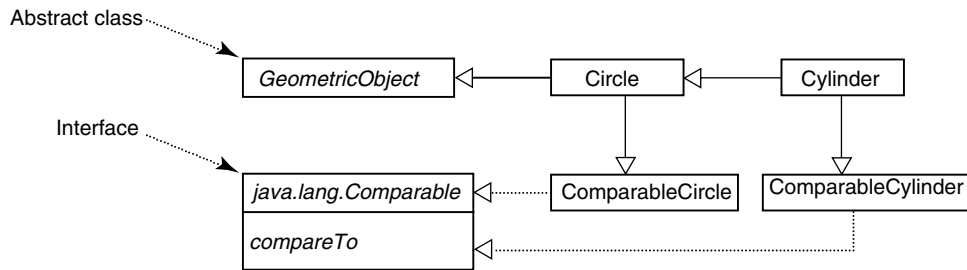 Abstract class
GeometricObject
Circle
Cylinder
Interface
java.lang.Comparable
ComparableCircle
ComparableCylinder
compareTo